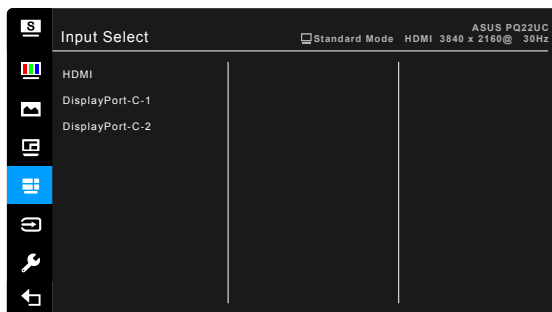 S
ASUS PQ22UC
Input Select
Standard Mode HDMI 3840 x 2160@ 30Hz
HDMI
DisplayPort-C-1
DisplayPort-C-2